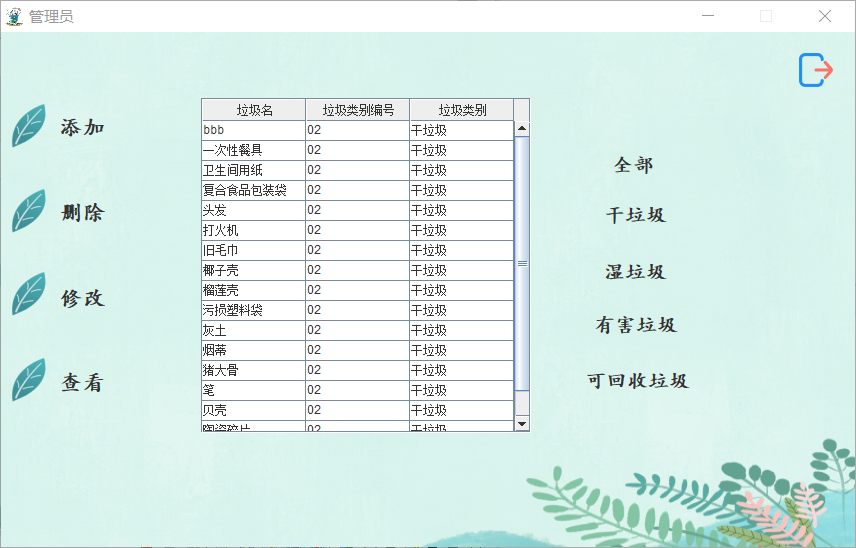 管理员
添加
删除
修改
查看
垃圾名 垃圾类别编号 垃圾类别
bbb 02 干垃圾
一次性餐具 02 干垃圾
卫生间用纸 02 干垃圾
复合食品包装袋 02 干垃圾
头发 02 干垃圾
打火机 02 干垃圾
旧毛巾 02 干垃圾
椰子壳 02 干垃圾
榴莲壳 02 干垃圾
污损塑料袋 02 干垃圾
灰土 02 干垃圾
烟蒂 02 干垃圾
猪大骨 02 干垃圾
笔 02 干垃圾
贝壳 02 干垃圾
陶瓷碎片 02 干垃圾
全部
干垃圾
湿垃圾
有害垃圾
可回收垃圾